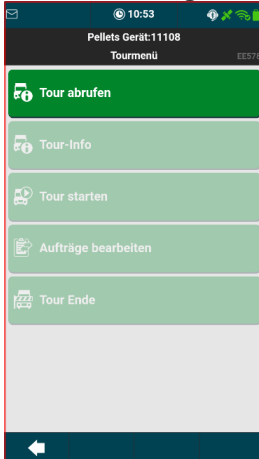 10:53
Pellets Gerät:11108
Tourmenü
Tour abrufen
Tour-Info
Tour starten
Aufträge bearbeiten
Tour Ende